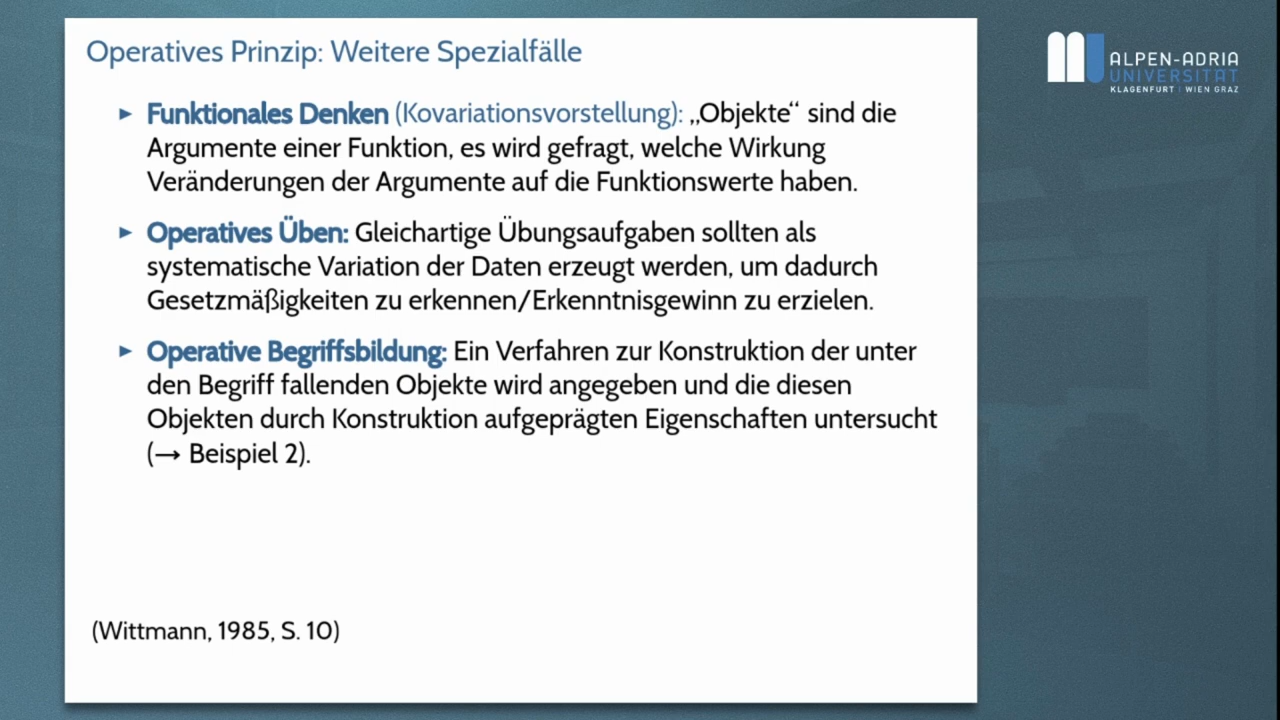 Operatives Prinzip: Weitere Spezialfälle
► Funktionales Denken (Kovariationsvorstellung): „Objekte“ sind die
Argumente einer Funktion, es wird gefragt, welche Wirkung
Veränderungen der Argumente auf die Funktionswerte haben.
► Operatives Üben: Gleichartige Übungsaufgaben sollten als
systematische Variation der Daten erzeugt werden, um dadurch
Gesetzmäßigkeiten zu erkennen/Erkenntnisgewinn zu erzielen.
► Operative Begriffsbildung: Ein Verfahren zur Konstruktion der unter
den Begriff fallenden Objekte wird angegeben und die diesen
Objekten durch Konstruktion aufgeprägten Eigenschaften untersucht
(→ Beispiel 2).
(Wittmann, 1985, S. 10)
ALPEN-ADRIA
UNIVERSITÄT
KLAGENFURT | WIEN GRAZ